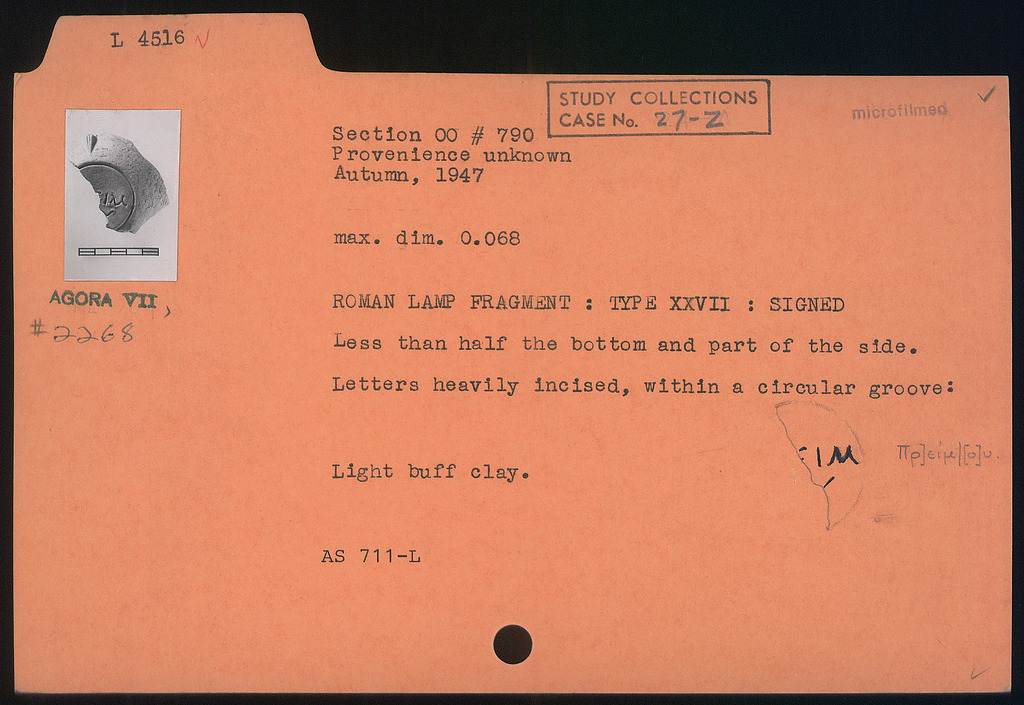 L 4516
STUDY COLLECTIONS
CASE No. 27-Z
microfilmed
Section OO # 790
Provenience unknown
Autumn, 1947
max. dim. 0.068
AGORA VII,
#2268
ROMAN LAMP FRAGMENT : TYPE XXVII : SIGNED
Less than half the bottom and part of the side.
Letters heavily incised, within a circular groove:
ΕΙΜ
Πρ]είμ|[ο]υ.
Light buff clay.
AS 711-L